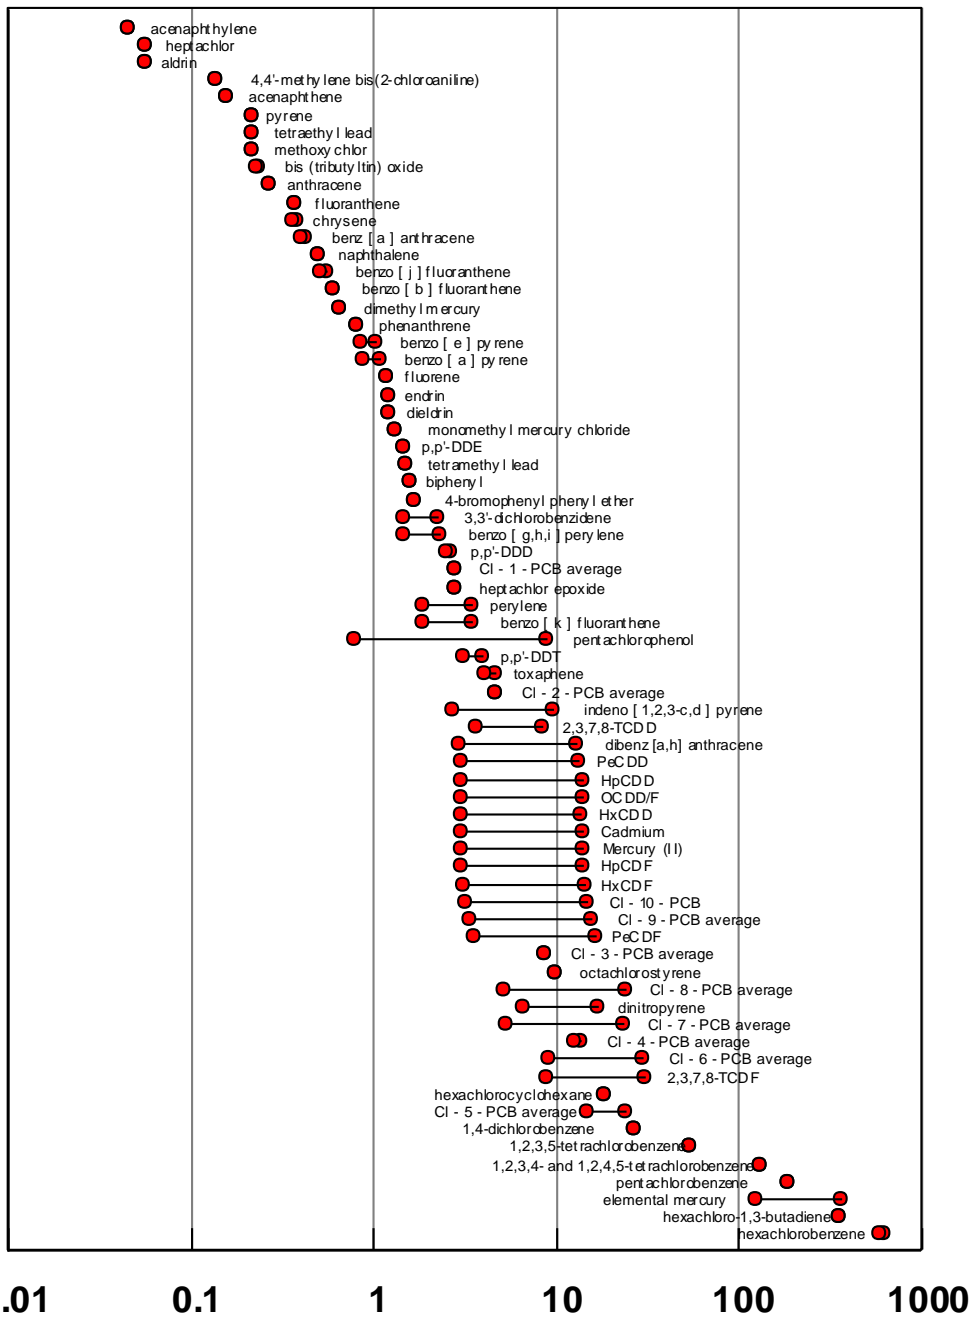 acenaphthylene
heptachlor
aldrin
4,4'-methylene bis(2-chloroaniline)
acenaphthene
pyrene
tetraethyl lead
methoxychlor
bis (tributyltin) oxide
anthracene
fluoranthene
chrysene
benz [ a ] anthracene
naphthalene
benzo [ j ] fluoranthene
benzo [ b ] fluoranthene
dimethylmercury
phenanthrene
benzo [ e ] pyrene
benzo [ a ] pyrene
fluorene
endrin
dieldrin
monomethyl mercury chloride
p,p'-DDE
tetramethyl lead
biphenyl
4-bromophenyl phenyl ether
3,3'-dichlorobenzidene
benzo [ g,h,i ] perylene
p,p'-DDD
Cl - 1 - PCB average
heptachlor epoxide
perylene
benzo [ k ] fluoranthene
pentachlorophenol
p,p'-DDT
toxaphene
Cl - 2 - PCB average
indeno [ 1,2,3-c,d ] pyrene
2,3,7,8-TCDD
dibenz [a,h] anthracene
PeCDD
HpCDD
OCDD/F
HxCDD
Cadmium
Mercury (II)
HpCDF
HxCDF
Cl - 10 - PCB
Cl - 9 - PCB average
PeCDF
Cl - 3 - PCB average
octachlorostyrene
Cl - 8 - PCB average
dinitropyrene
Cl - 7 - PCB average
Cl - 4 - PCB average
Cl - 6 - PCB average
2,3,7,8-TCDF
hexachlorocyclohexane
Cl - 5 - PCB average
1,4-dichlorobenzene
1,2,3,5-tetrachlorobenzene
1,2,3,4- and 1,2,4,5-tetrachlorobenzene
pentachlorobenzene
elemental mercury
hexachloro-1,3-butadiene
hexachlorobenzene
.01 0.1 1 10 100 1000